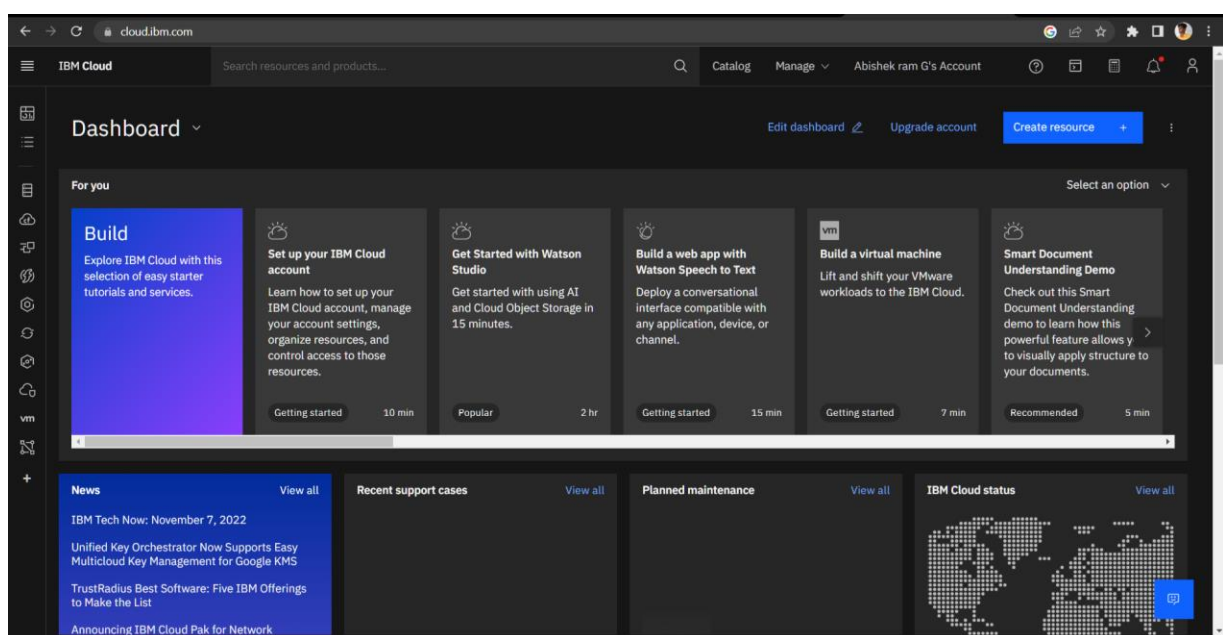 cloud.ibm.com
IBM Cloud
Search resources and products...
Catalog
Manage
Abishek ram G's Account
Dashboard
Edit dashboard
Upgrade account
Create resource +
For you
Select an option
Build
Explore IBM Cloud with this
selection of easy starter
tutorials and services.
Set up your IBM Cloud
account
Learn how to set up your
IBM Cloud account, manage
your account settings,
organize resources, and
control access to those
resources.
Getting started
10 min
Get Started with Watson
Studio
Get started with using AI
and Cloud Object Storage in
15 minutes.
Popular
2 hr
Build a web app with
Watson Speech to Text
Deploy a conversational
interface compatible with
any application, device, or
channel.
Getting started
15 min
vm
Build a virtual machine
Lift and shift your VMware
workloads to the IBM Cloud.
Getting started
7 min
Smart Document
Understanding Demo
Check out this Smart
Document Understanding
demo to learn how this
powerful feature allows y
to visually apply structure to
your documents.
Recommended
5 min
vm
News
View all
IBM Tech Now: November 7, 2022
Unified Key Orchestrator Now Supports Easy
Multicloud Key Management for Google KMS
TrustRadius Best Software: Five IBM Offerings
to Make the List
Announcing IBM Cloud Pak for Network
Recent support cases
View all
Planned maintenance
View all
IBM Cloud status
View all